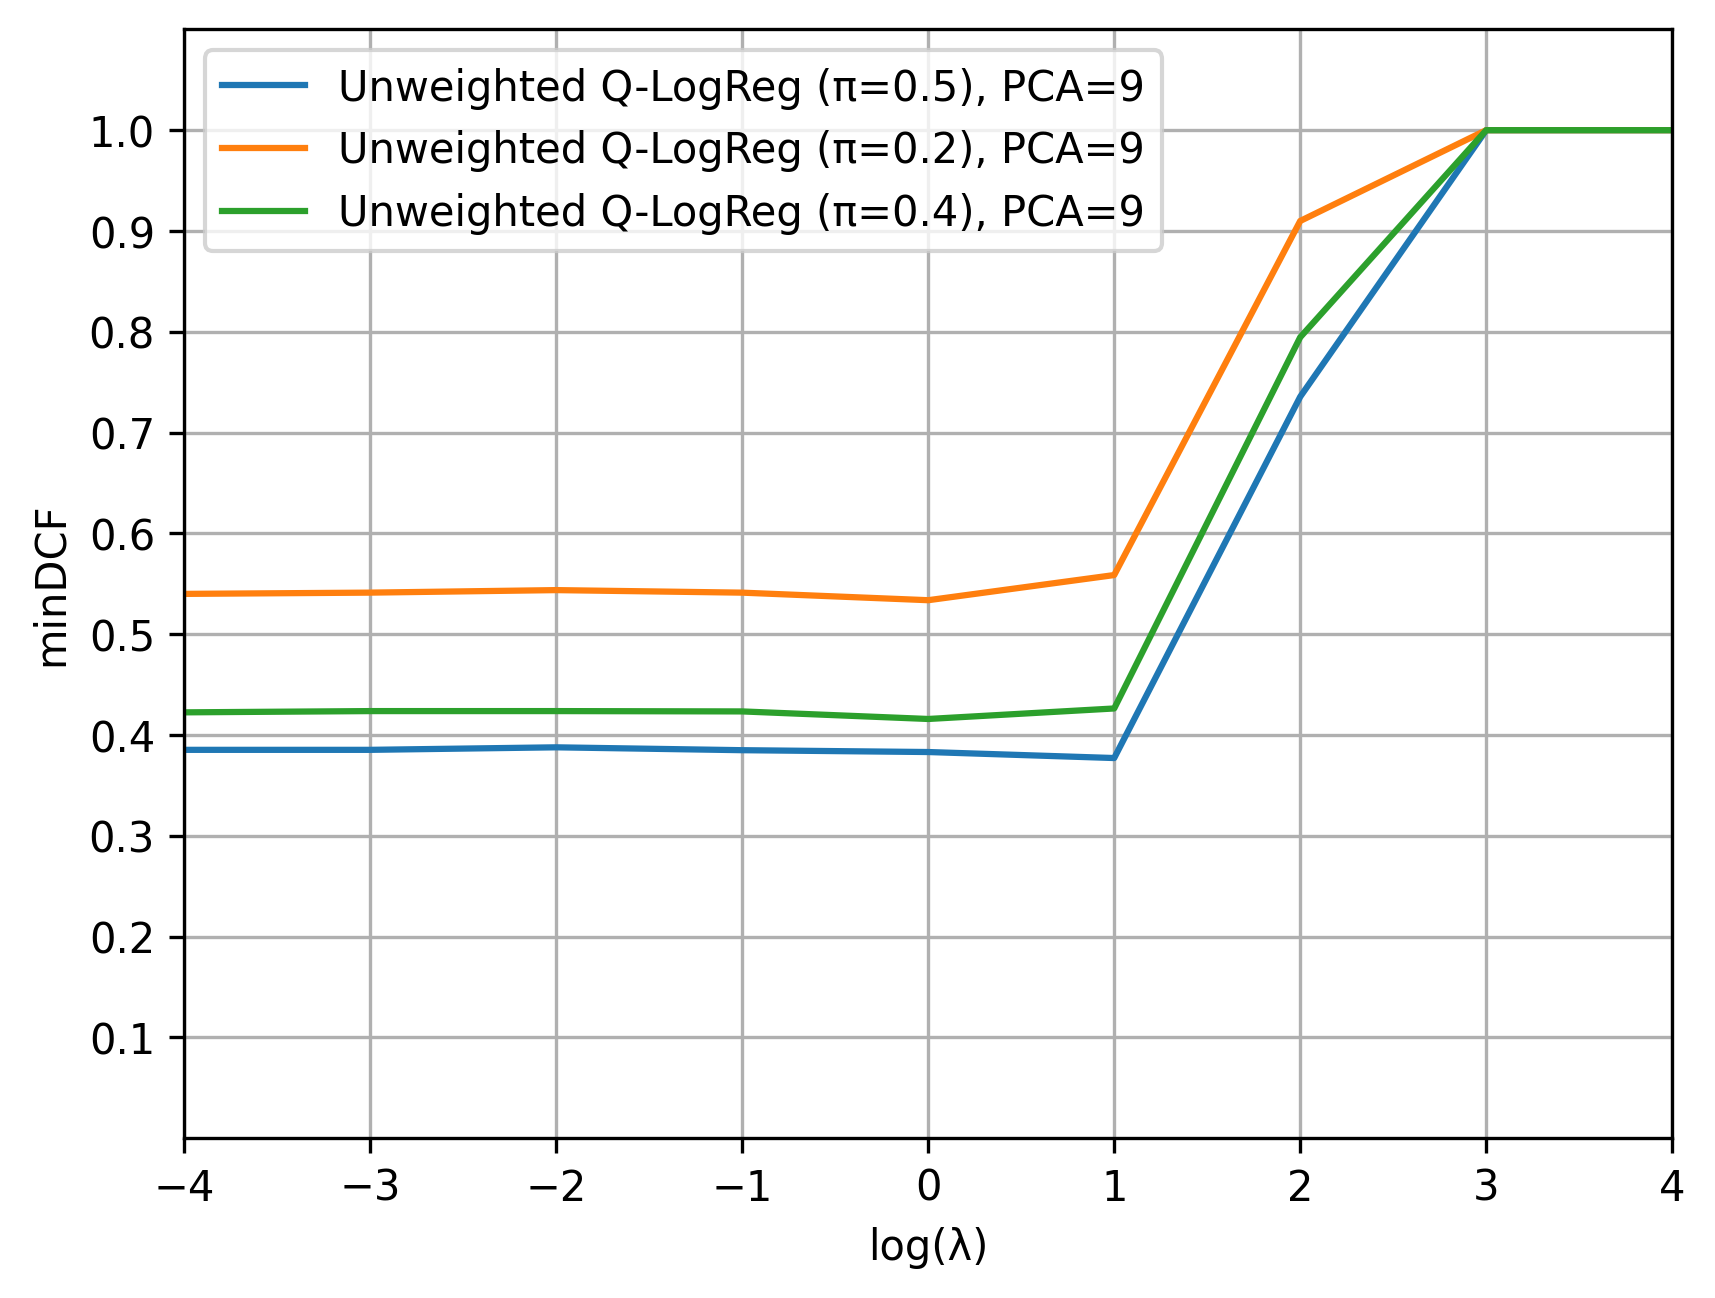 Unweighted Q-LogReg (π=0.5), PCA=9
Unweighted Q-LogReg (π=0.2), PCA=9
Unweighted Q-LogReg (π=0.4), PCA=9
1.0
0.9
0.8
0.7
0.6
0.5
0.4
0.3
0.2
0.1
minDCF
−4 −3 −2 −1 0 1 2 3 4
log(λ)